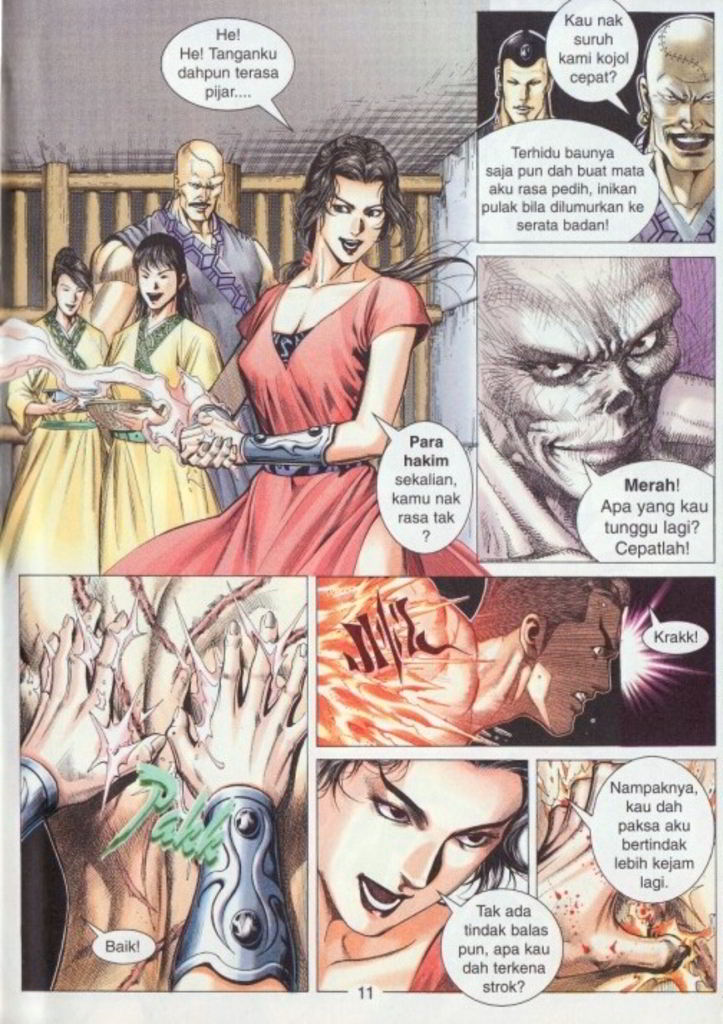 He!
He! Tanganku
dahpun terasa
pijar....
Kau nak
suruh
kami kojol
cepat?
Terhidu baunya
saja pun dah buat mata
aku rasa pedih, inikan
pulak bila dilumurkan ke
serata badan!
Para
hakim
sekalian,
kamu nak
rasa tak
?
Merah!
Apa yang kau
tunggu lagi?
Cepatlah!
Pakk
Baik!
Krakk!
Tak ada
tindak balas
pun, apa kau
dah terkena
strok?
Nampaknya,
kau dah
paksa aku
bertindak
lebih kejam
lagi.
11